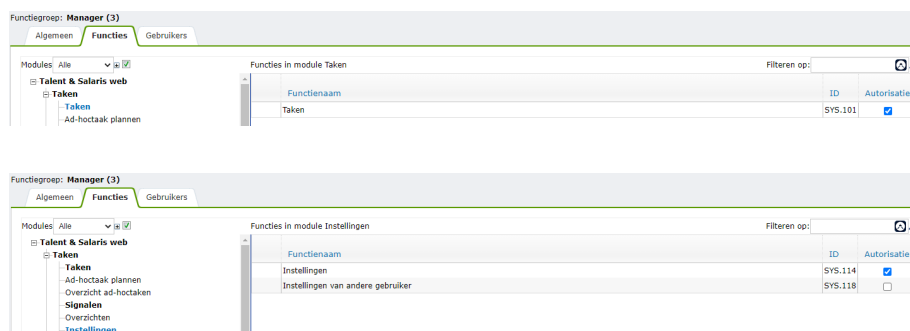 Functiegroep: Manager (3)
Algemeen Functies Gebruikers
Modules Alle Functies in module Taken Filteren op:
Talent & Salaris web
Functienaam ID Autorisatie
Taken
Taken Taken SYS.101
Ad-hoctaak plannen
Functiegroep: Manager (3)
Algemeen Functies Gebruikers
Modules Alle Functies in module Instellingen Filteren op:
Talent & Salaris web
Functienaam ID Autorisatie
Taken
Taken Instellingen SYS.114
Ad-hoctaak plannen Instellingen van andere gebruiker SYS.118
Overzicht ad-hoctaken
Signalen
Overzichten
Instellingen